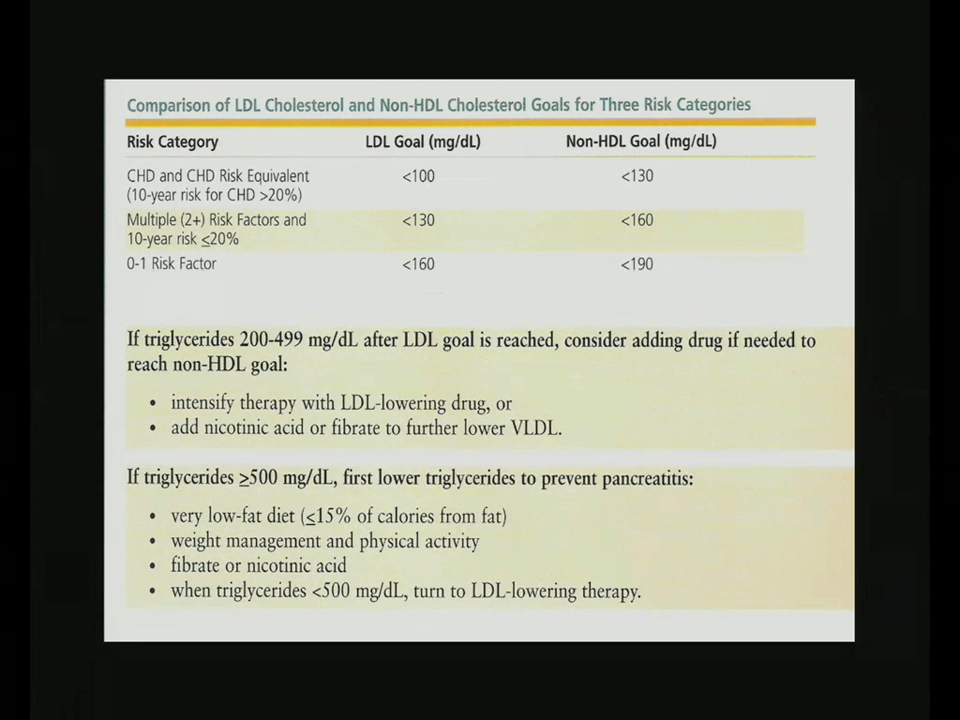 Comparison of LDL Cholesterol and Non-HDL Cholesterol Goals for Three Risk Categories
Risk Category LDL Goal (mg/dL) Non-HDL Goal (mg/dL)
CHD and CHD Risk Equivalent <100 <130
(10-year risk for CHD >20%)
Multiple (2+) Risk Factors and <130 <160
10-year risk ≤20%
0-1 Risk Factor <160 <190
If triglycerides 200-499 mg/dL after LDL goal is reached, consider adding drug if needed to
reach non-HDL goal:
• intensify therapy with LDL-lowering drug, or
• add nicotinic acid or fibrate to further lower VLDL.
If triglycerides ≥500 mg/dL, first lower triglycerides to prevent pancreatitis:
• very low-fat diet (≤15% of calories from fat)
• weight management and physical activity
• fibrate or nicotinic acid
• when triglycerides <500 mg/dL, turn to LDL-lowering therapy.